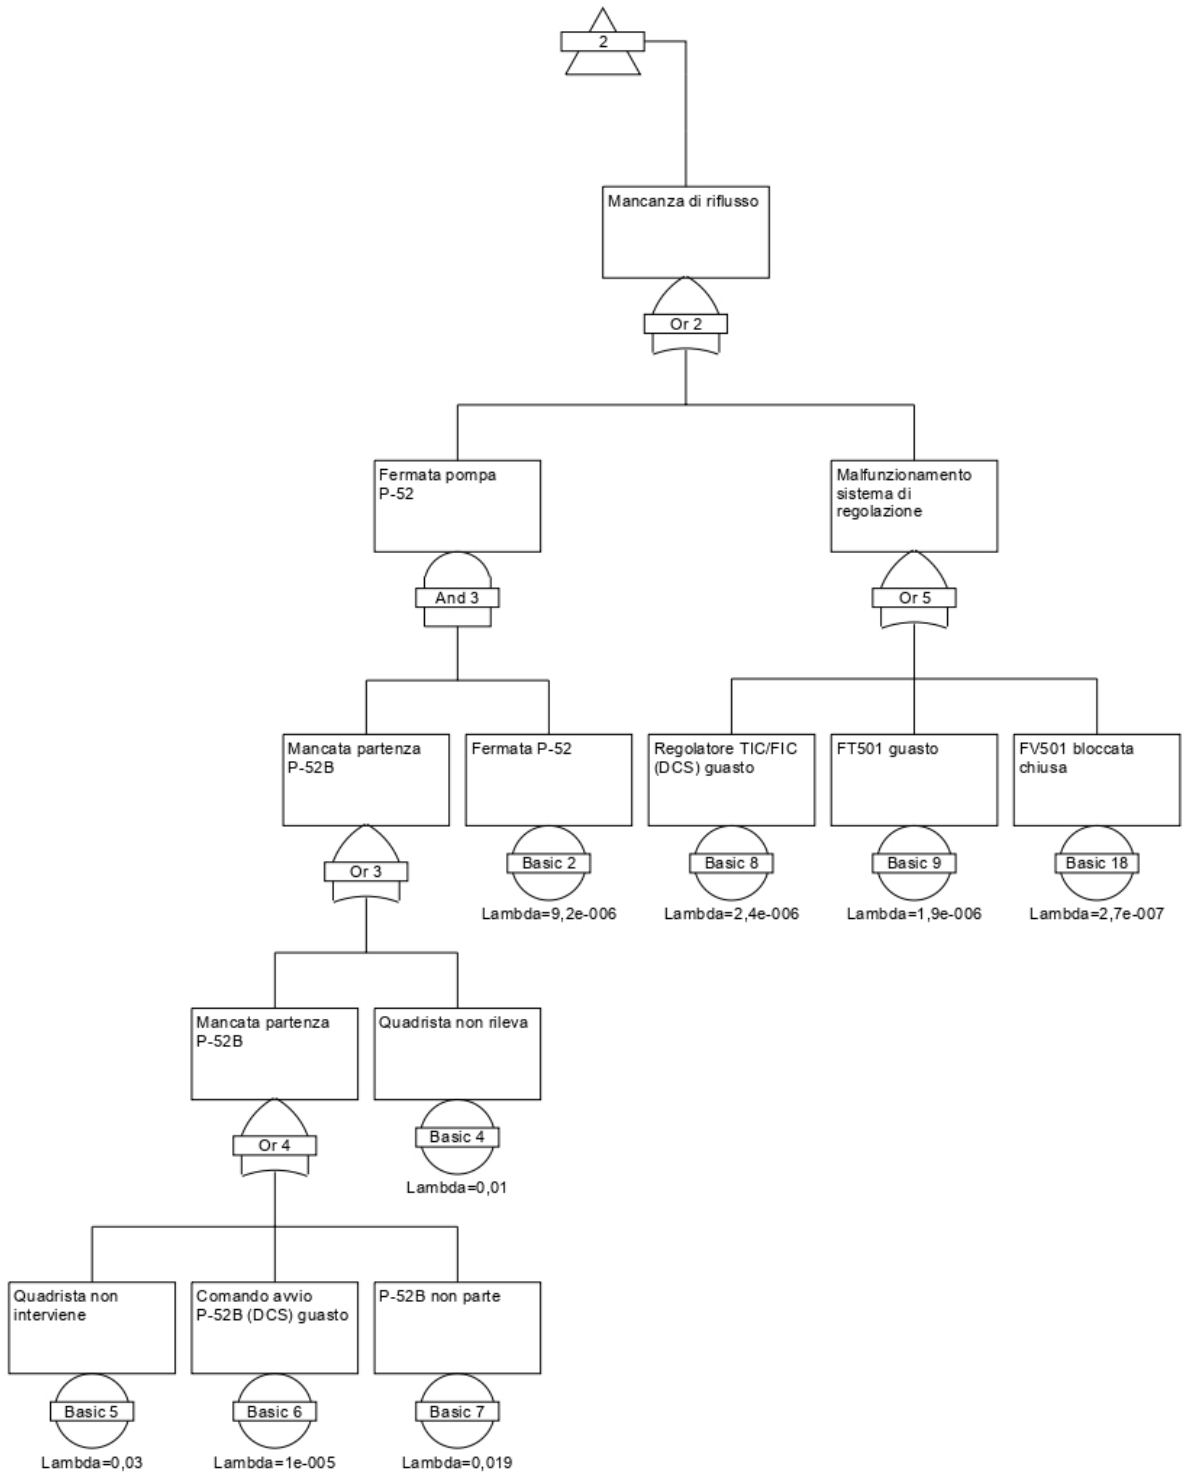 2
Mancanza di riflusso
Or 2
Fermata pompa
P-52
And 3
Malfunzionamento
sistema di
regolazione
Or 5
Mancata partenza
P-52B
Or 3
Fermata P-52
Basic 2
Lambda=9,2e-006
Regolatore TIC/FIC
(DCS) guasto
Basic 8
Lambda=2,4e-006
FT501 guasto
Basic 9
Lambda=1,9e-006
FV501 bloccata
chiusa
Basic 18
Lambda=2,7e-007
Mancata partenza
P-52B
Or 4
Quadrista non rileva
Basic 4
Lambda=0,01
Quadrista non
interviene
Basic 5
Lambda=0,03
Comando avvio
P-52B (DCS) guasto
Basic 6
Lambda=1e-005
P-52B non parte
Basic 7
Lambda=0,019